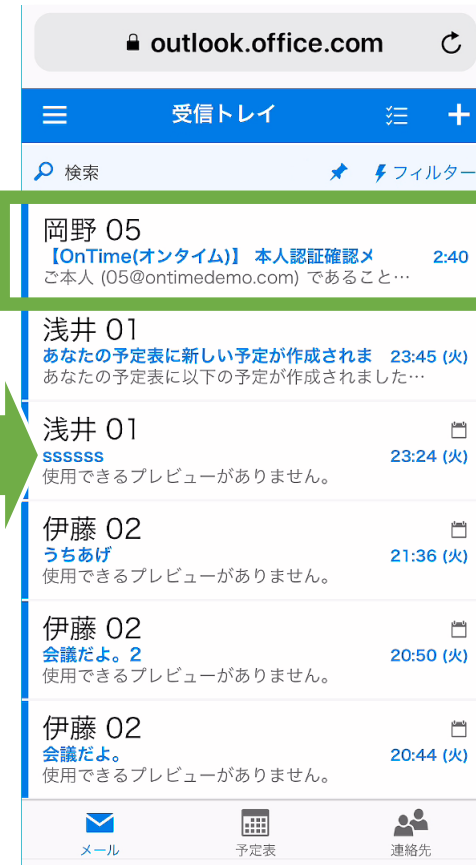 outlook.office.com
受信トレイ
検索 フィルター
岡野 05
【OnTime(オンタイム)】 本人認証確認メ 2:40
ご本人 (05@ontimedemo.com) であること…
浅井 01
あなたの予定表に新しい予定が作成されま 23:45 (火)
あなたの予定表に以下の予定が作成されました…
浅井 01
ssssss 23:24 (火)
使用できるプレビューがありません。
伊藤 02
うちあげ 21:36 (火)
使用できるプレビューがありません。
伊藤 02
会議だよ。2 20:50 (火)
使用できるプレビューがありません。
伊藤 02
会議だよ。 20:44 (火)
使用できるプレビューがありません。
メール 予定表 連絡先